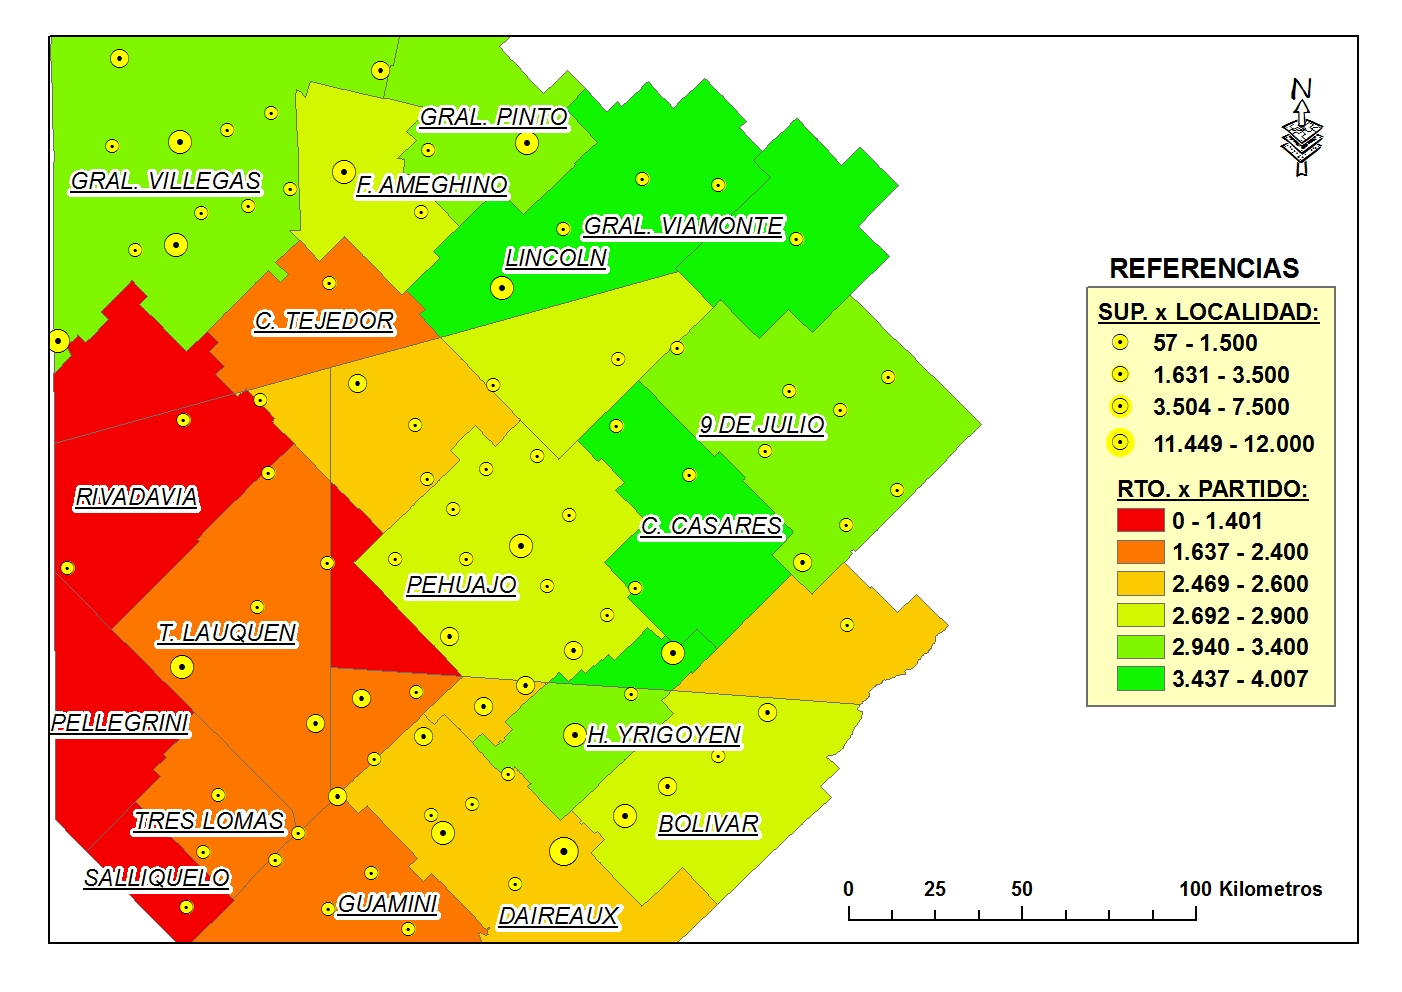 N
GRAL. PINTO
GRAL. VILLEGAS
F. AMEGHINO
GRAL. VIAMONTE
LINCOLN
C. TEJEDOR
9 DE JULIO
RIVADAVIA
C. CASARES
PEHUAJO
T. LAUQUEN
PELLEGRINI
H. YRIGOYEN
TRES LOMAS
BOLIVAR
SALLIQUELO
GUAMINI
DAIREAUX
REFERENCIAS
SUP. x LOCALIDAD:
57 - 1.500
1.631 - 3.500
3.504 - 7.500
11.449 - 12.000
RTO. x PARTIDO:
0 - 1.401
1.637 - 2.400
2.469 - 2.600
2.692 - 2.900
2.940 - 3.400
3.437 - 4.007
0 25 50 100 Kilometros